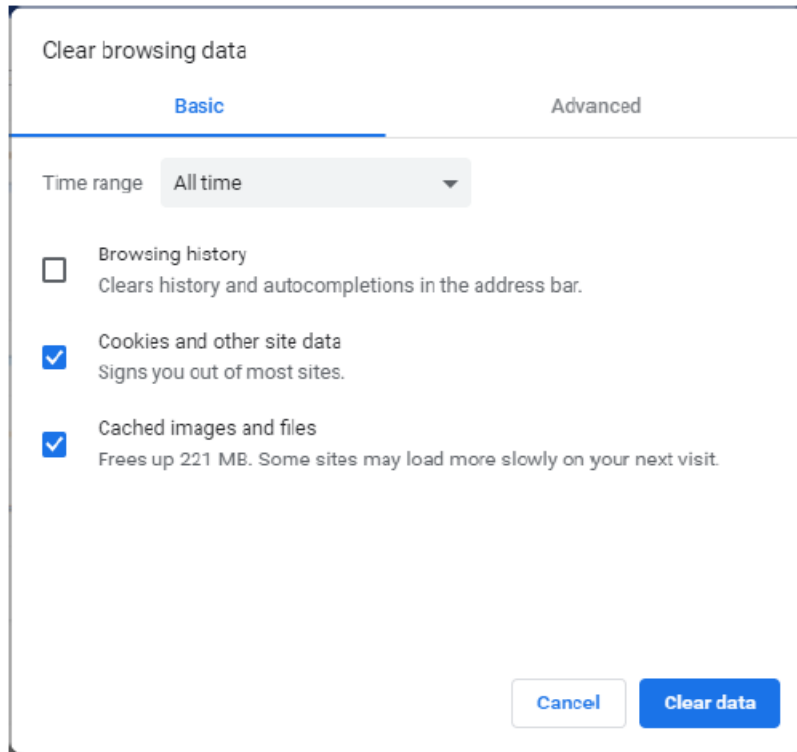 Clear browsing data
Basic
Advanced
Time range
All time
Browsing history
Clears history and autocompletions in the address bar.
Cookies and other site data
Signs you out of most sites.
Cached images and files
Frees up 221 MB. Some sites may load more slowly on your next visit.
Cancel
Clear data